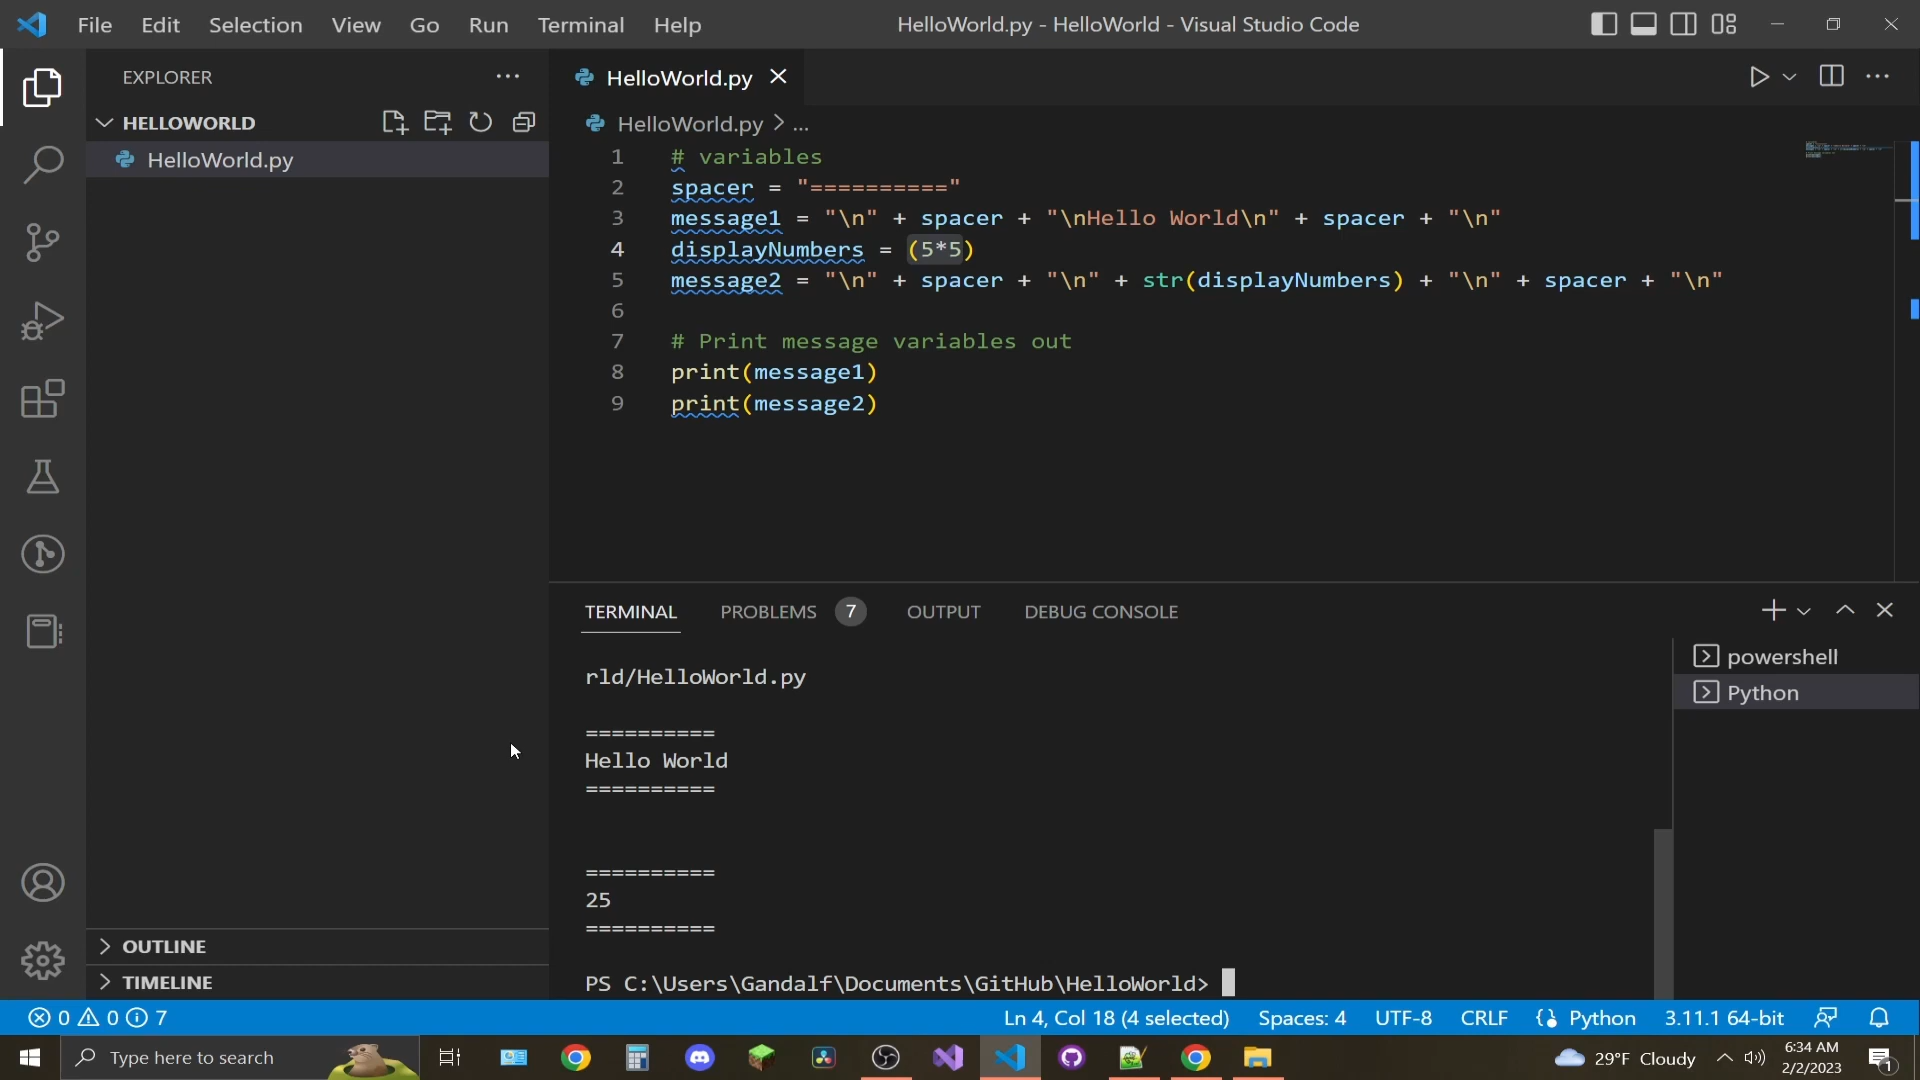 File Edit Selection View Go Run Terminal Help
HelloWorld.py - HelloWorld - Visual Studio Code
EXPLORER
HELLOWORLD
HelloWorld.py
OUTLINE
TIMELINE
HelloWorld.py
HelloWorld.py > ...
1 # variables
2 spacer = "=========="
3 message1 = "\n" + spacer + "\nHello World\n" + spacer + "\n"
4 displayNumbers = (5*5)
5 message2 = "\n" + spacer + "\n" + str(displayNumbers) + "\n" + spacer + "\n"
6
7 # Print message variables out
8 print(message1)
9 print(message2)
TERMINAL PROBLEMS 7 OUTPUT DEBUG CONSOLE
rld/HelloWorld.py
==========
Hello World
==========
==========
25
==========
PS C:\Users\Gandalf\Documents\GitHub\HelloWorld>
powershell
Python
0 0 7
Ln 4, Col 18 (4 selected) Spaces: 4 UTF-8 CRLF Python 3.11.1 64-bit
Type here to search
29°F Cloudy
6:34 AM
2/2/2023
1